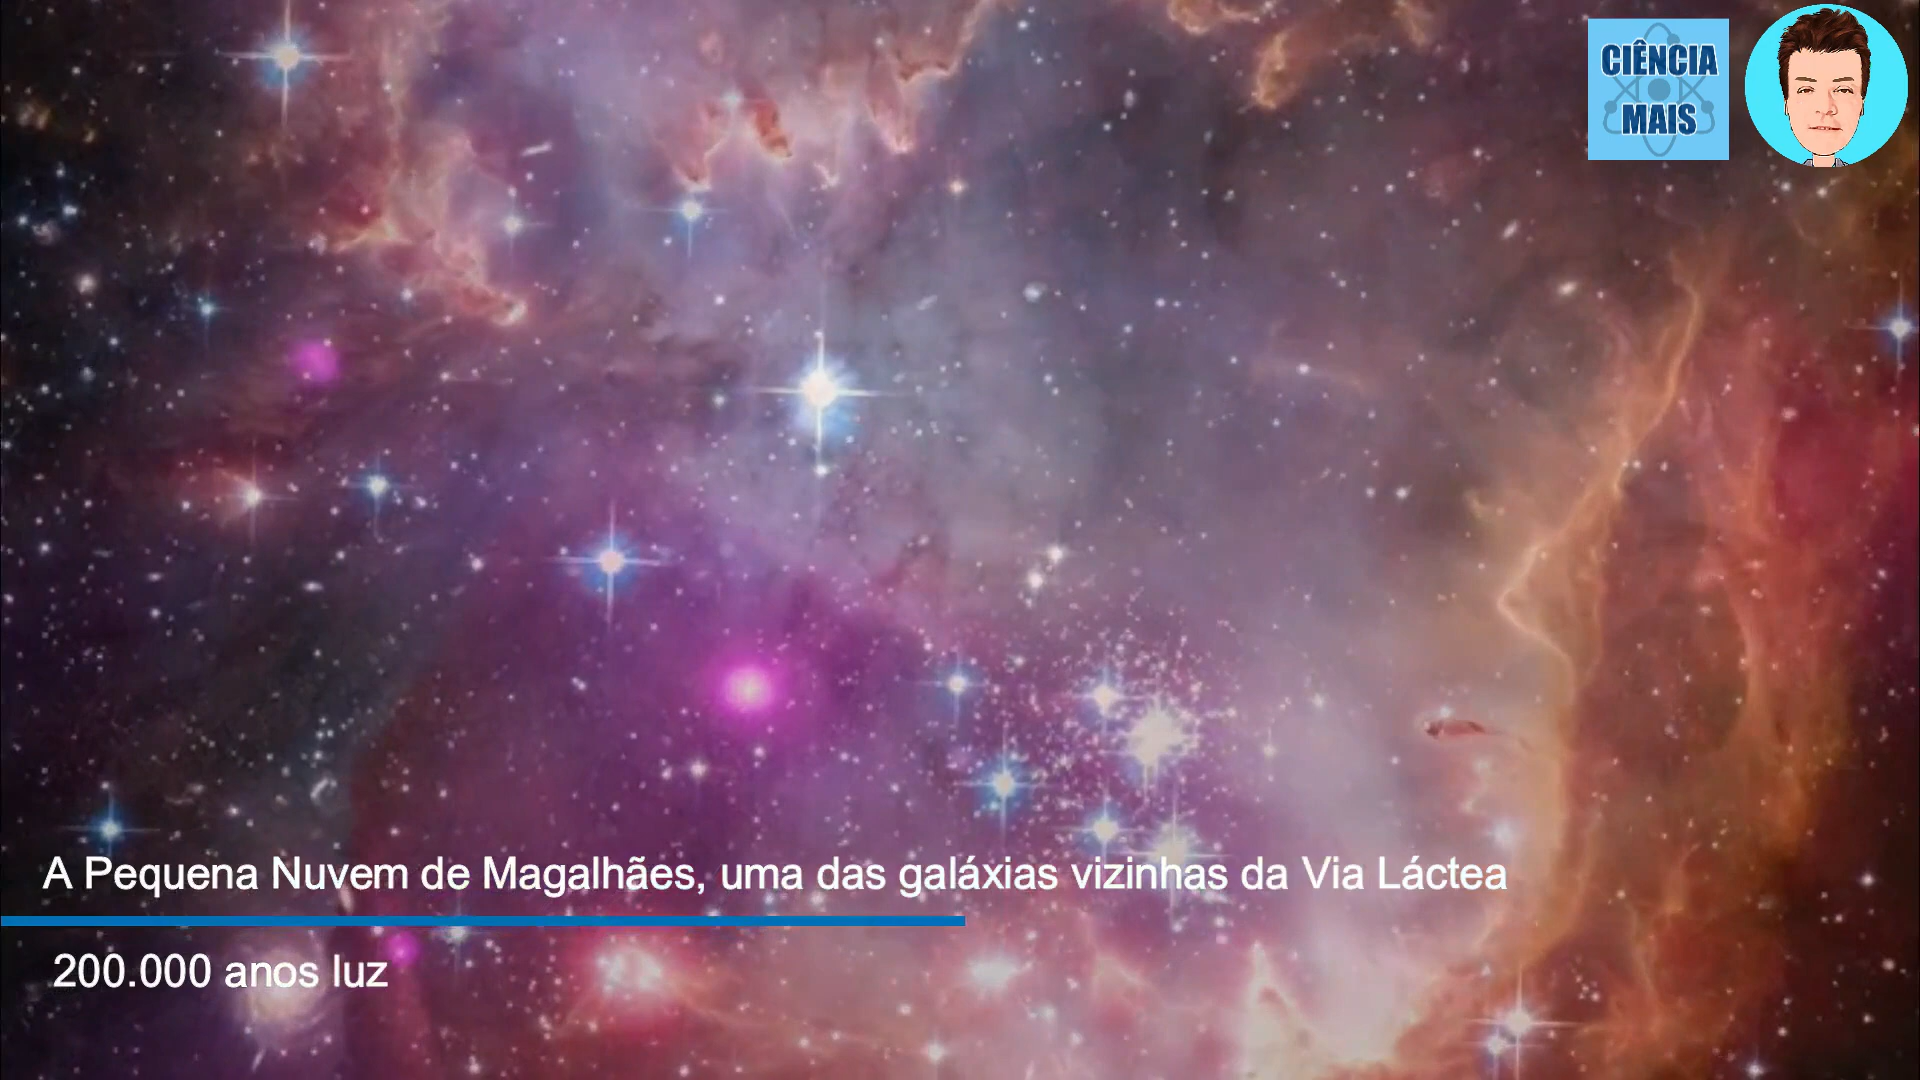 CIÊNCIA
MAIS
A Pequena Nuvem de Magalhães, uma das galáxias vizinhas da Via Láctea
200.000 anos luz